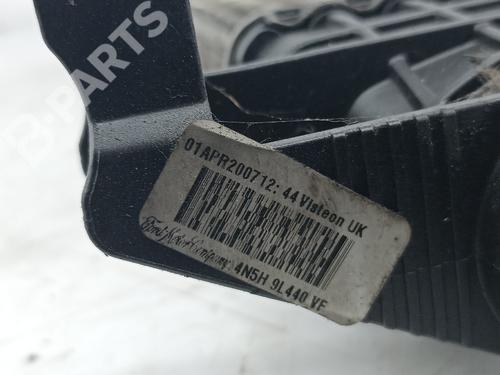 B-PARTS
01APR200712:44 Visteon UK
Ford Motor Company. 4N5H 9L440 VF